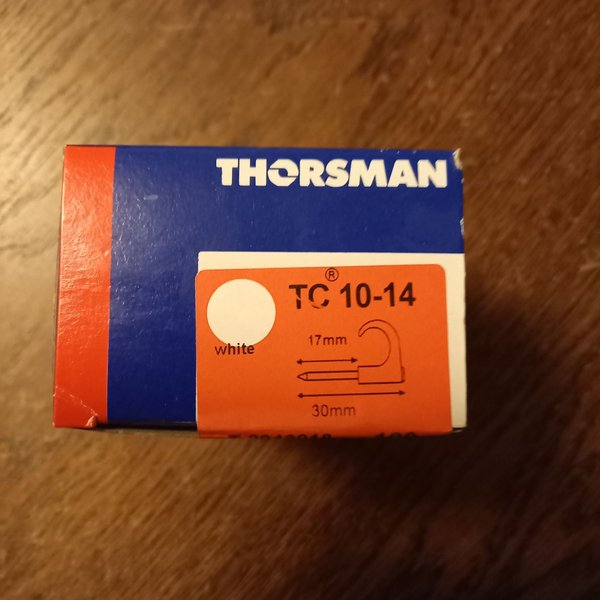 THORSMAN
TC® 10-14
white
17mm
30mm